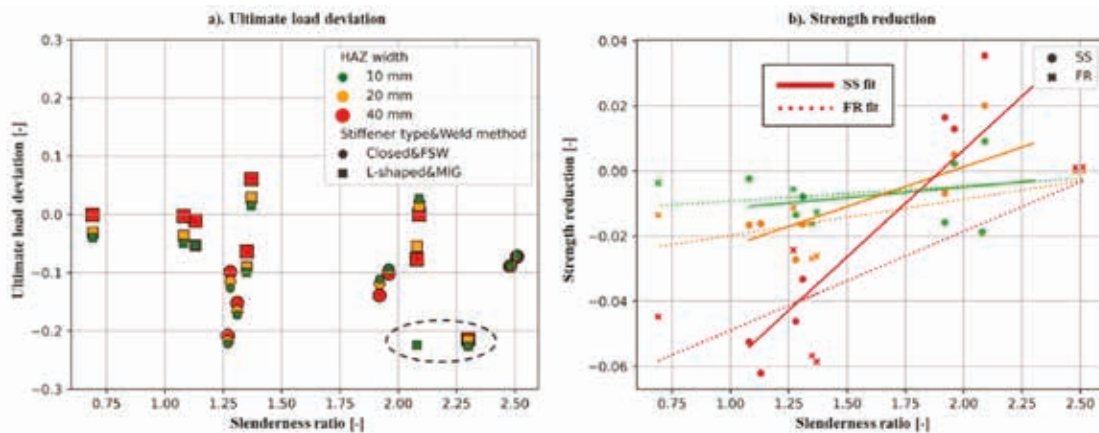 a). Ultimate load deviation
Ultimate load deviation [-]
0.3
0.2
0.1
0.0
−0.1
−0.2
−0.3
HAZ width
10 mm
20 mm
40 mm
Stiffener type&Weld method
Closed&FSW
L-shaped&MIG
0.75 1.00 1.25 1.50 1.75 2.00 2.25 2.50
Slenderness ratio [-]
b). Strength reduction
Strength reduction [-]
0.04
0.02
0.00
−0.02
−0.04
−0.06
SS fit
FR fit
SS
FR
0.75 1.00 1.25 1.50 1.75 2.00 2.25 2.50
Slenderness ratio [-]